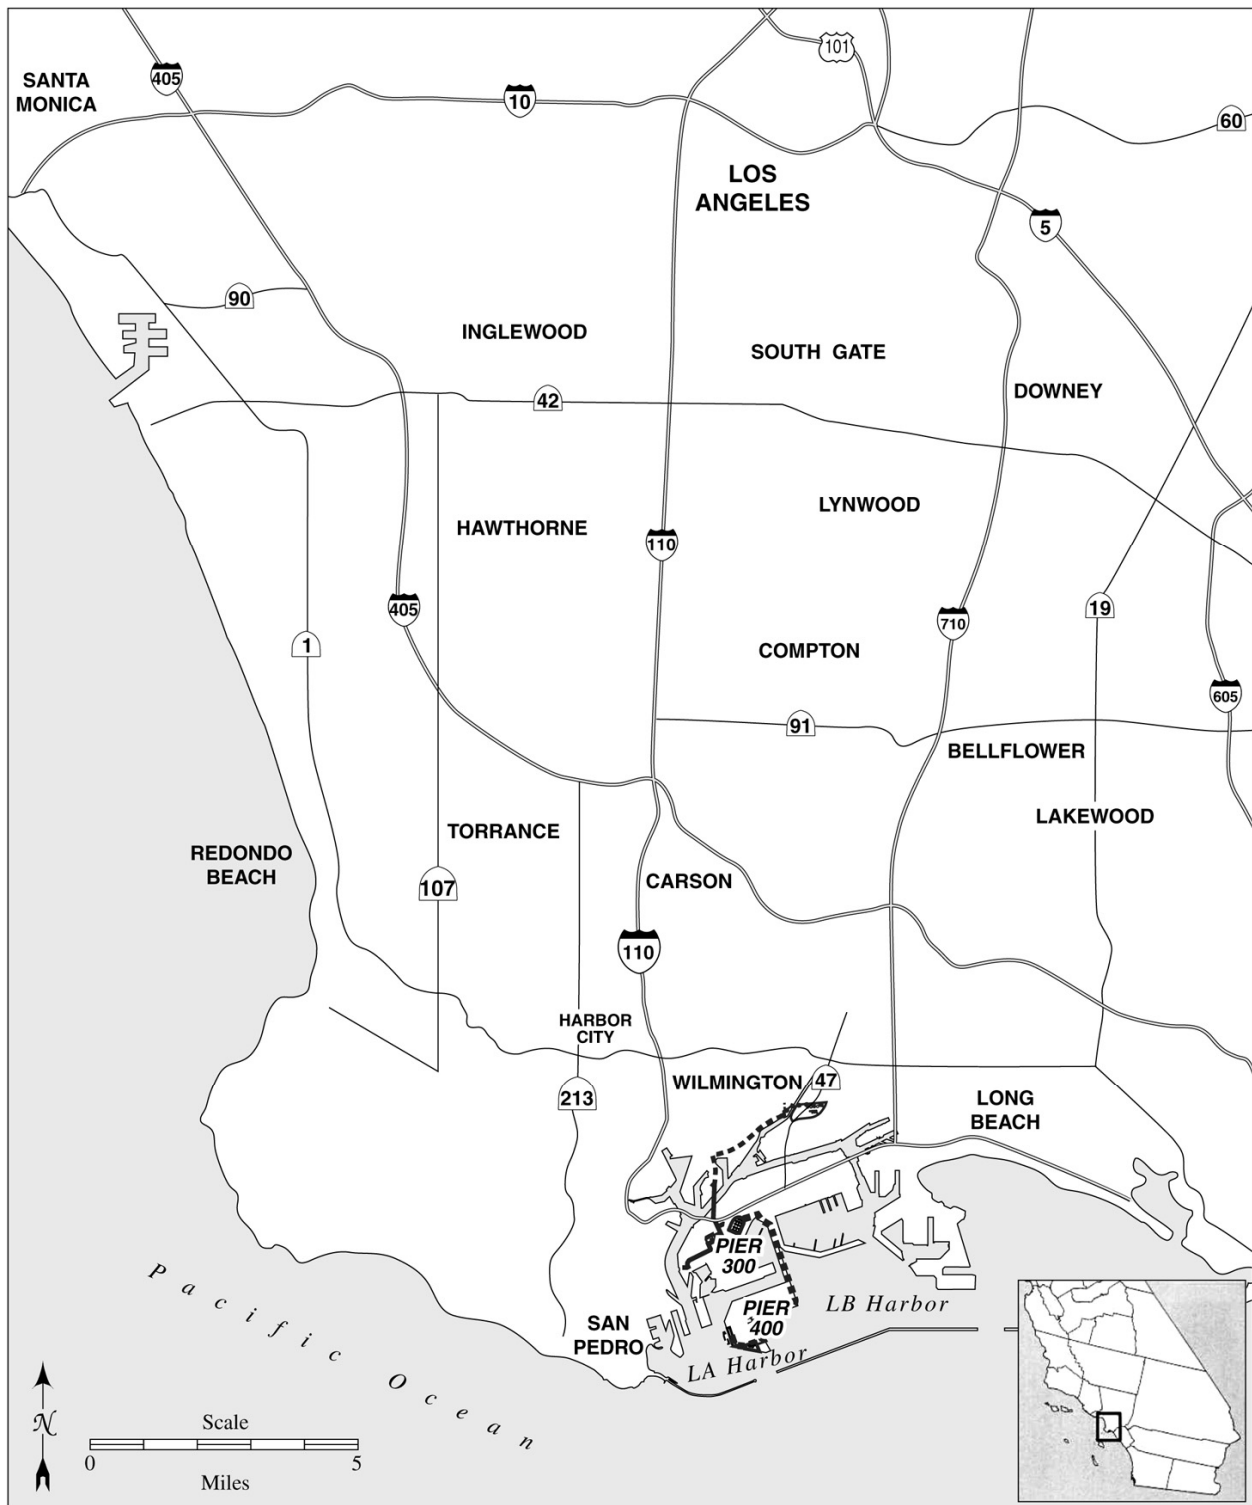 101
405
SANTA
MONICA
10
60
LOS
ANGELES
5
90
INGLEWOOD
SOUTH GATE
DOWNEY
42
LYNWOOD
HAWTHORNE
110
405
19
710
1
COMPTON
605
91
BELLFLOWER
LAKEWOOD
TORRANCE
REDONDO
BEACH
CARSON
107
110
HARBOR
CITY
WILMINGTON
47
213
LONG
BEACH
PIER
300
Pacific Ocean
LB Harbor
PIER
400
SAN
PEDRO
LA Harbor
N
Scale
0 5
Miles